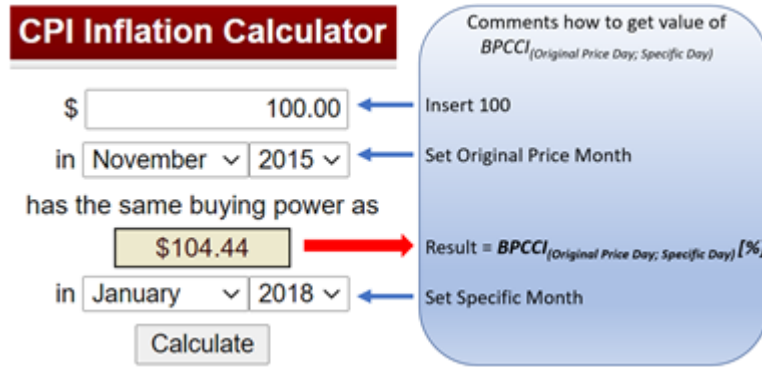 CPI Inflation Calculator
$ 100.00
in November 2015
has the same buying power as
$104.44
in January 2018
Calculate
Comments how to get value of
BPCCI(Original Price Day; Specific Day)
Insert 100
Set Original Price Month
Result = BPCCI(Original Price Day; Specific Day) [%]
Set Specific Month